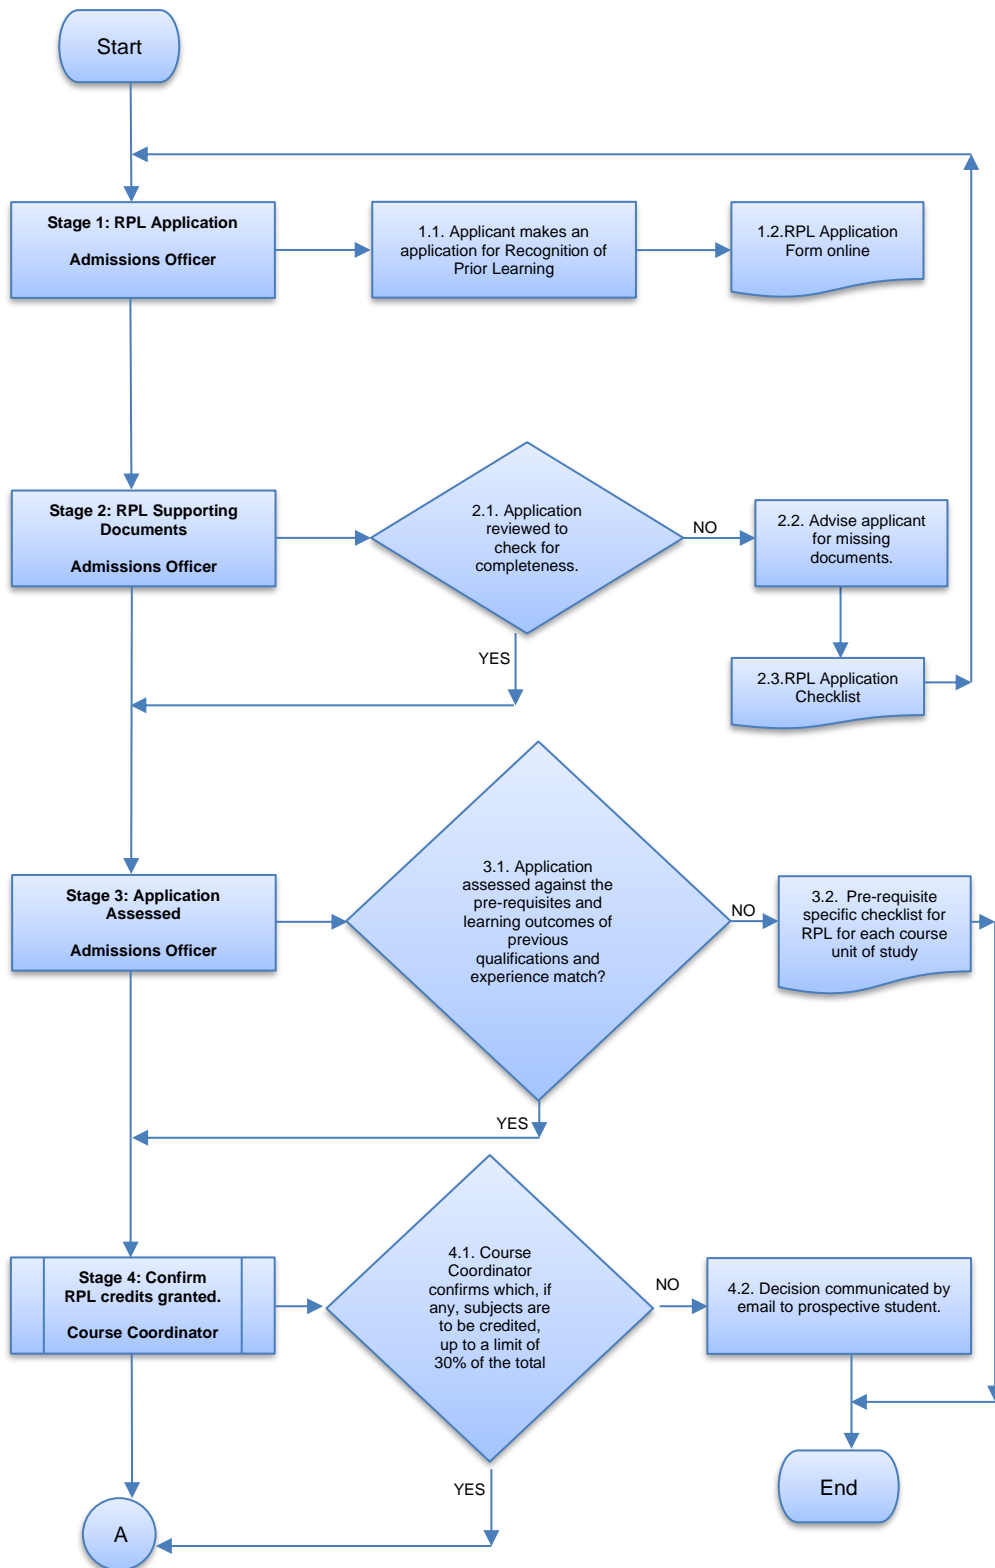 Start
Stage 1: RPL Application
Admissions Officer
1.1. Applicant makes an
application for Recognition of
Prior Learning
1.2.RPL Application
Form online
Stage 2: RPL Supporting
Documents
Admissions Officer
2.1. Application
reviewed to
check for
completeness.
NO
2.2. Advise applicant
for missing
documents.
YES
2.3.RPL Application
Checklist
Stage 3: Application
Assessed
Admissions Officer
3.1. Application
assessed against the
pre-requisites and
learning outcomes of
previous
qualifications and
experience match?
NO
3.2. Pre-requisite
specific checklist for
RPL for each course
unit of study
YES
Stage 4: Confirm
RPL credits granted.
Course Coordinator
4.1. Course
Coordinator
confirms which, if
any, subjects are
to be credited,
up to a limit of
30% of the total
NO
4.2. Decision communicated by
email to prospective student.
YES
End
A